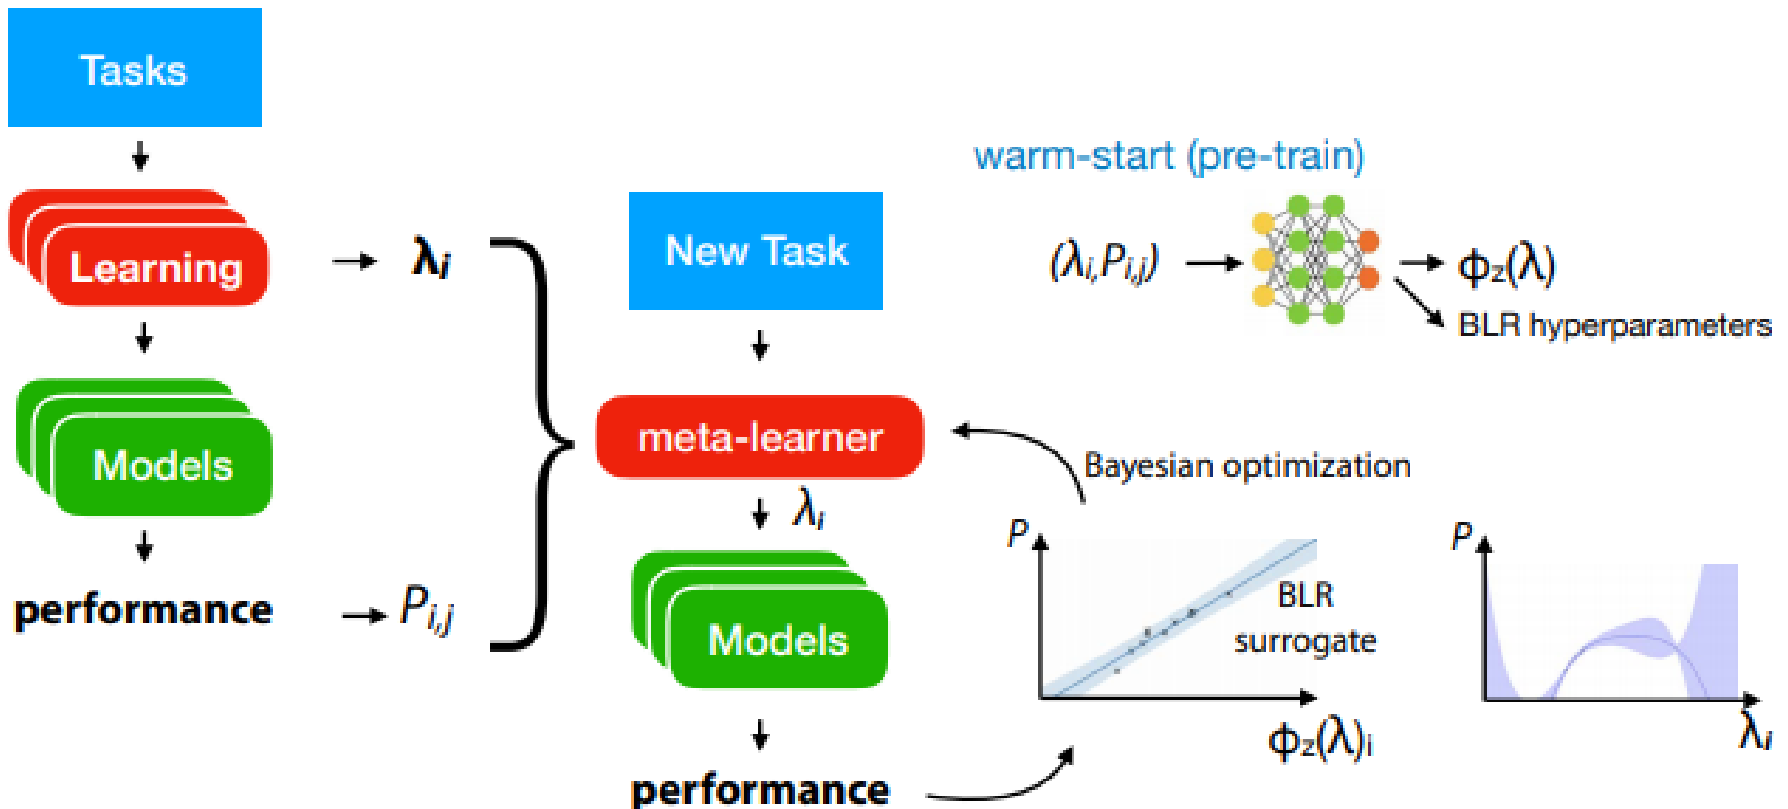 Tasks
Learning
λi
Models
performance
Pi,j
New Task
meta-learner
λi
Models
performance
warm-start (pre-train)
(λi,Pi,j)
ϕz(λ)
BLR hyperparameters
Bayesian optimization
P
BLR
surrogate
ϕz(λ)i
P
λi